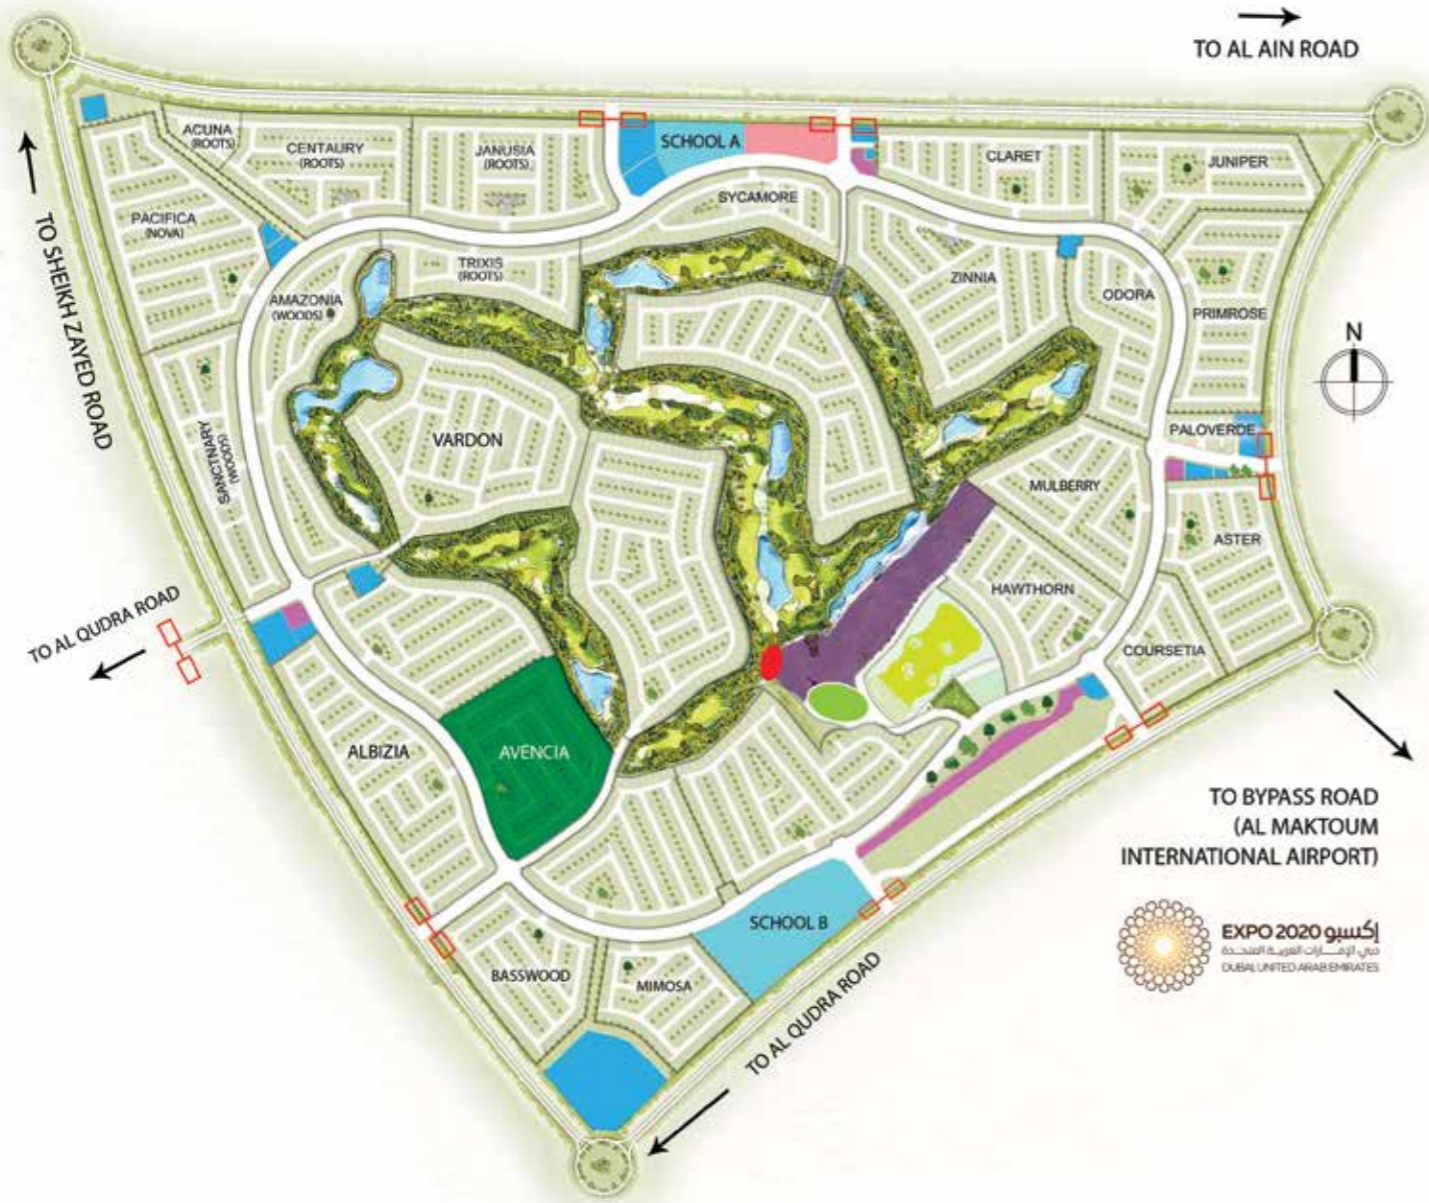 TO AL AIN ROAD
ACUNA
(ROOTS)
CENTAURY
(ROOTS)
JANUSIA
(ROOTS)
SCHOOL A
CLARET
JUNIPER
SYCAMORE
PACIFICA
(NOVA)
TO SHEIKH ZAYED ROAD
TRIXIS
(ROOTS)
ZINNIA
ODORA
AMAZONIA
(WOODS)
PRIMROSE
N
VARDON
PALOVERDE
SANCTNARY
(WOODS)
MULBERRY
ASTER
HAWTHORN
TO AL QUDRA ROAD
COURSETIA
ALBIZIA
AVENCIA
TO BYPASS ROAD
(AL MAKTOUM
INTERNATIONAL AIRPORT)
SCHOOL B
EXPO 2020 إكسبو
دبي، الإمــارات العربية المتحــدة
DUBAI, UNITED ARAB EMIRATES
BASSWOOD
MIMOSA
TO AL QUDRA ROAD